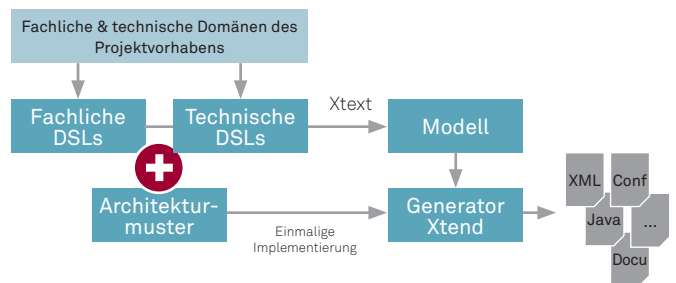 Fachliche & technische Domänen des
Projektvorhabens
Fachliche
DSLs
Technische
DSLs
Xtext
Modell
Architektur-
muster
Einmalige
Implementierung
Generator
Xtend
XML
Conf
Java
...
Docu